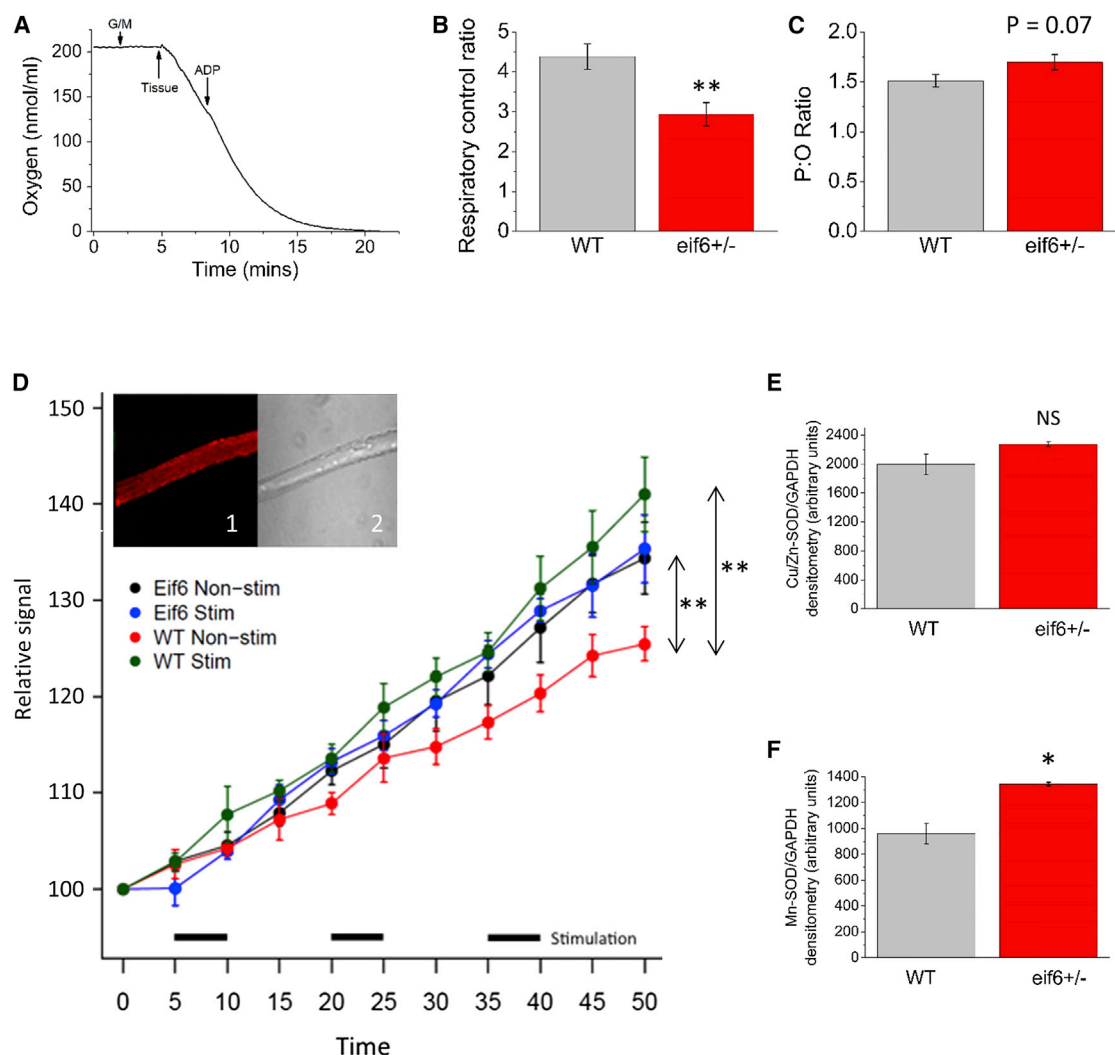 A
G/M
Tissue
ADP
200
150
100
50
0
Oxygen (nmol/ml)
0 5 10 15 20
Time (mins)
B
5
4
3
2
1
0
Respiratory control ratio
**
WT eif6+/-
C
P = 0.07
2.0
1.5
1.0
0.5
0.0
P:O Ratio
WT eif6+/-
D
150
140
130
120
110
100
Relative signal
1 2
Eif6 Non-stim
Eif6 Stim
WT Non-stim
WT Stim
**
**
Stimulation
0 5 10 15 20 25 30 35 40 45 50
Time
E
NS
2400
2000
1600
1200
800
400
0
Cu/Zn-SOD/GAPDH
densitometry (arbitrary units)
WT eif6+/-
F
*
1400
1200
1000
800
600
400
200
0
Mn-SOD/GAPDH
densitometry (arbitrary units)
WT eif6+/-